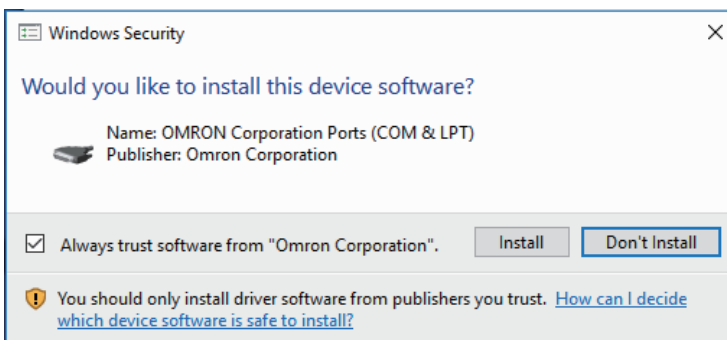 Windows Security
Would you like to install this device software?
Name: OMRON Corporation Ports (COM & LPT)
Publisher: Omron Corporation
Always trust software from "Omron Corporation".
Install
Don't Install
You should only install driver software from publishers you trust. How can I decide
which device software is safe to install?